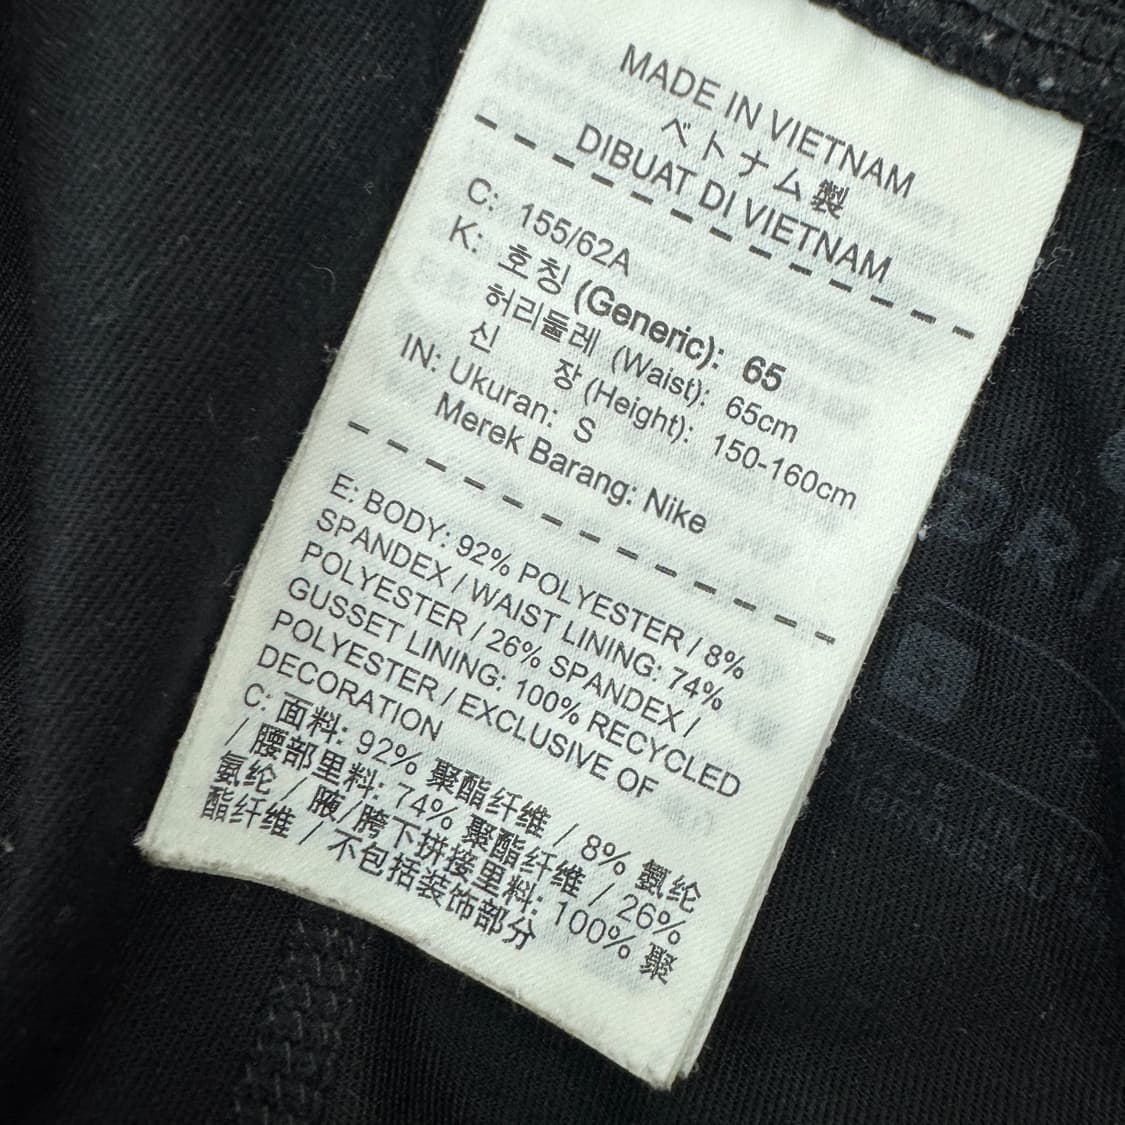 MADE IN VIETNAM
ベトナム製
DIBUAT DI VIETNAM
C: 155/62A
K: 호칭 (Generic): 65
허리둘레 (Waist): 65cm
신 장 (Height): 150-160cm
IN: Ukuran: S
Merek Barang: Nike
E: BODY: 92% POLYESTER / 8%
SPANDEX / WAIST LINING: 74%
POLYESTER / 26% SPANDEX /
GUSSET LINING: 100% RECYCLED
POLYESTER / EXCLUSIVE OF
DECORATION
C: 面料: 92% 聚酯纤维 / 8% 氨纶
/ 腰部里料: 74% 聚酯纤维 / 26%
氨纶 / 腋/胯下拼接里料: 100% 聚
酯纤维 / 不包括装饰部分